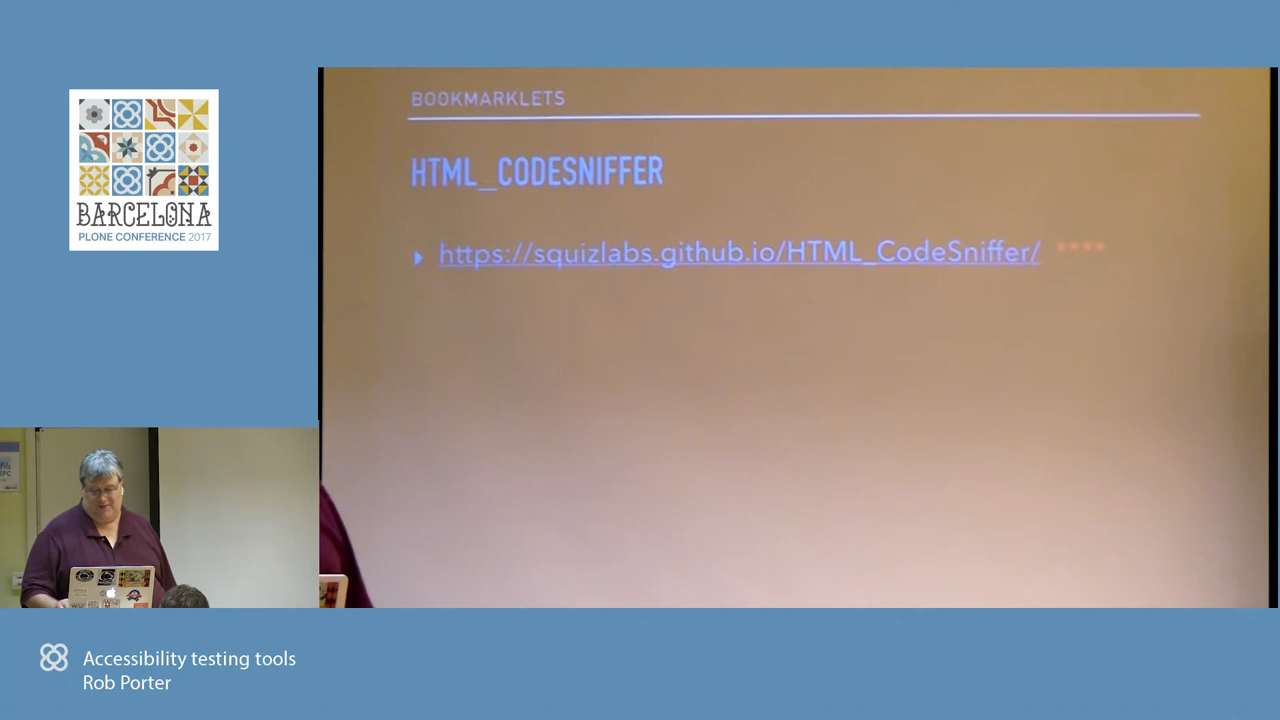 BARCELONA
PLONE CONFERENCE 2017
BOOKMARKLETS
HTML_CODESNIFFER
https://squizlabs.github.io/HTML_CodeSniffer/ ****
Accessibility testing tools
Rob Porter